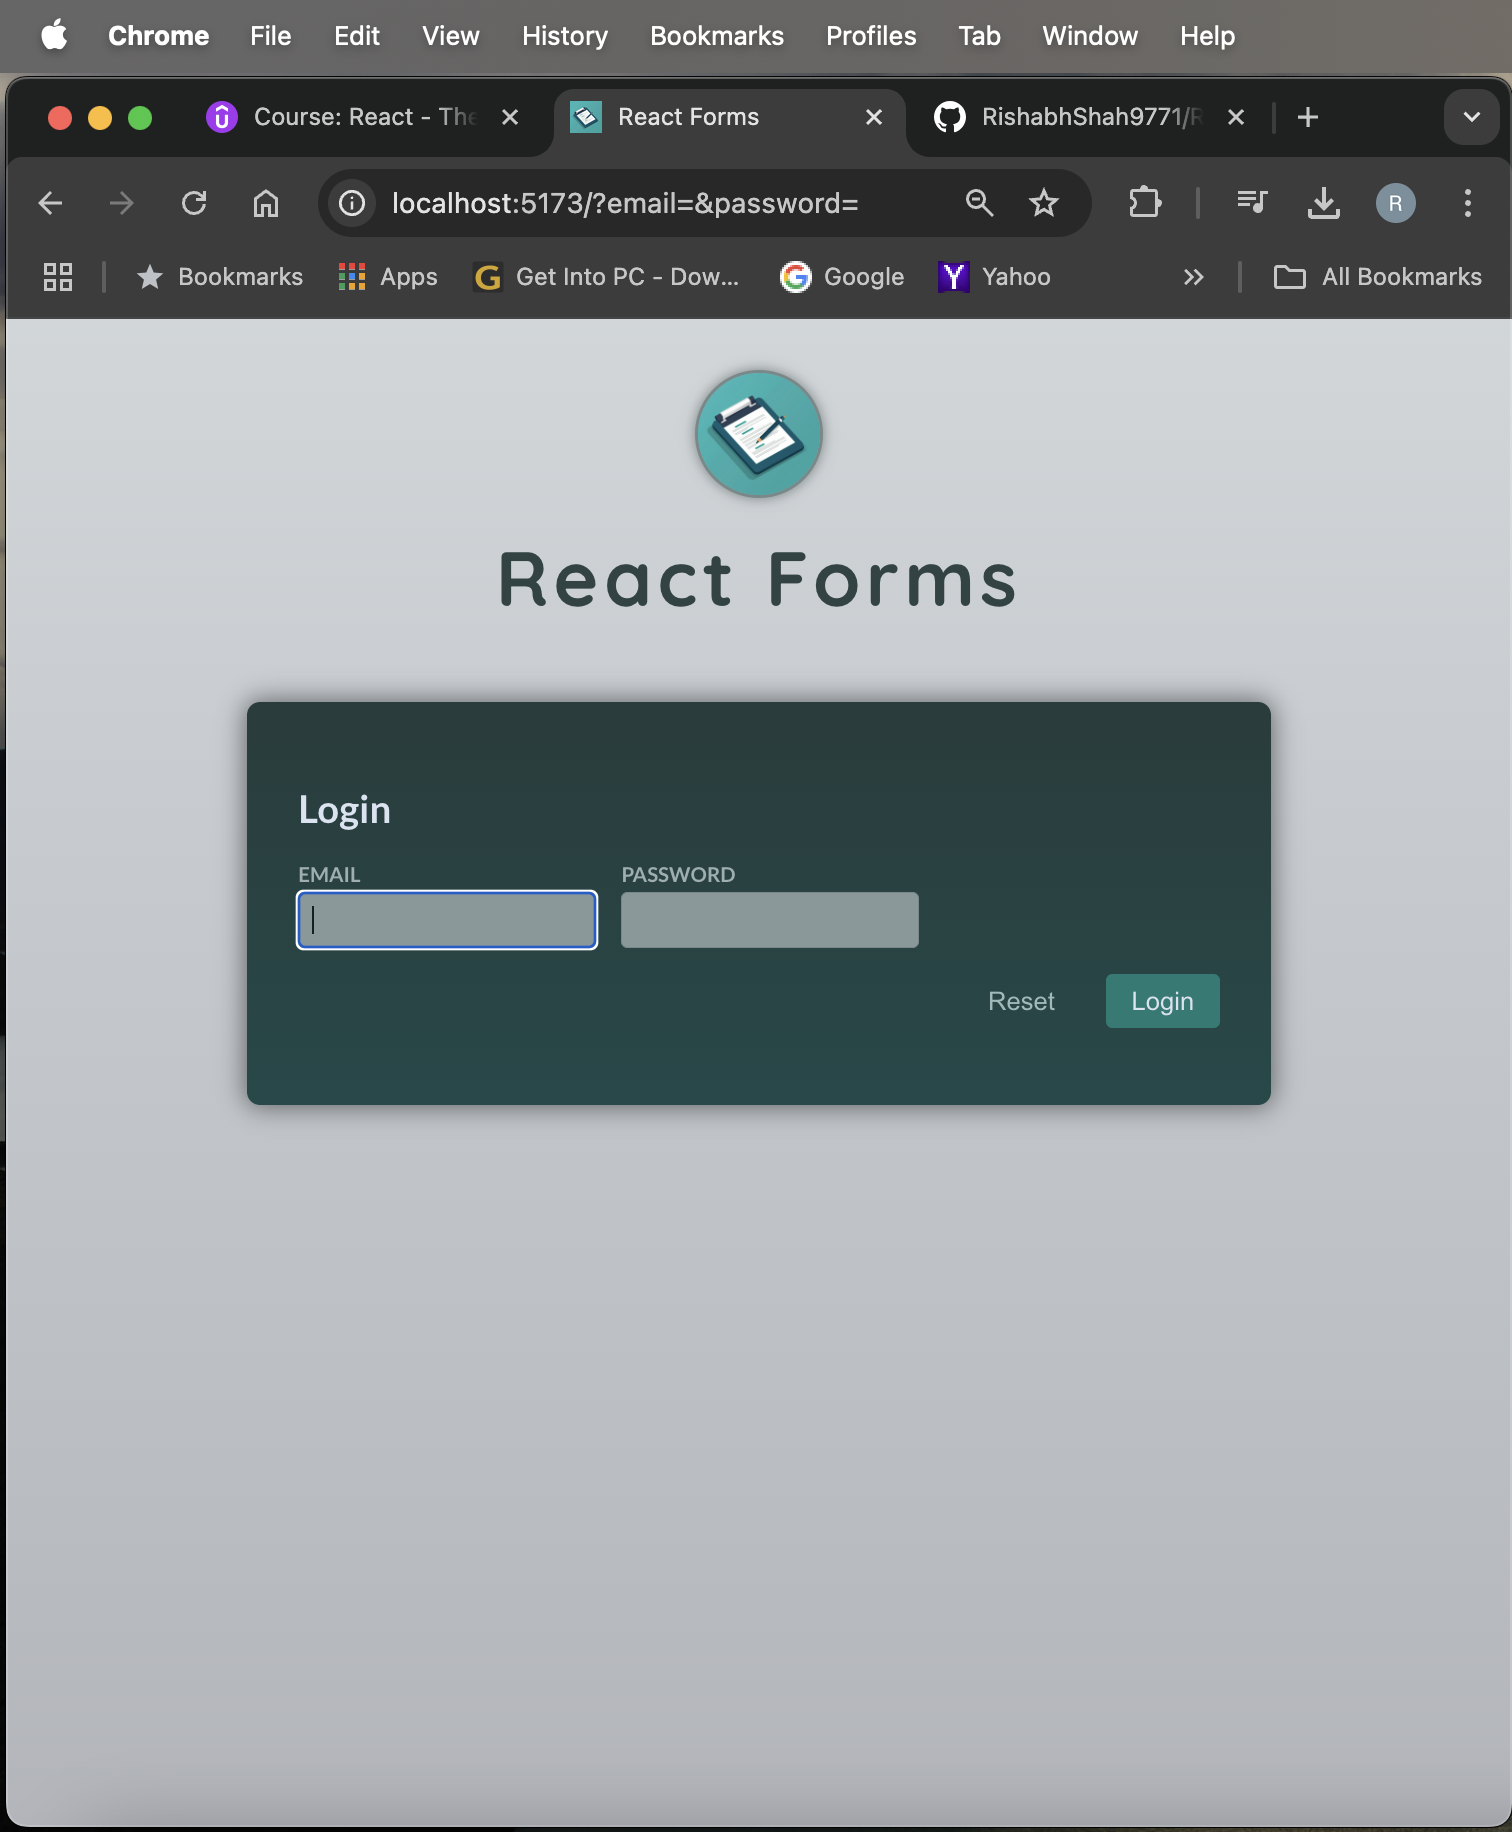 Chrome File Edit View History Bookmarks Profiles Tab Window Help
Course: React - The React Forms RishabhShah9771/R
localhost:5173/?email=&password= R
Bookmarks Apps G Get Into PC - Dow... G Google Y Yahoo All Bookmarks
React Forms
Login
EMAIL PASSWORD
Reset Login